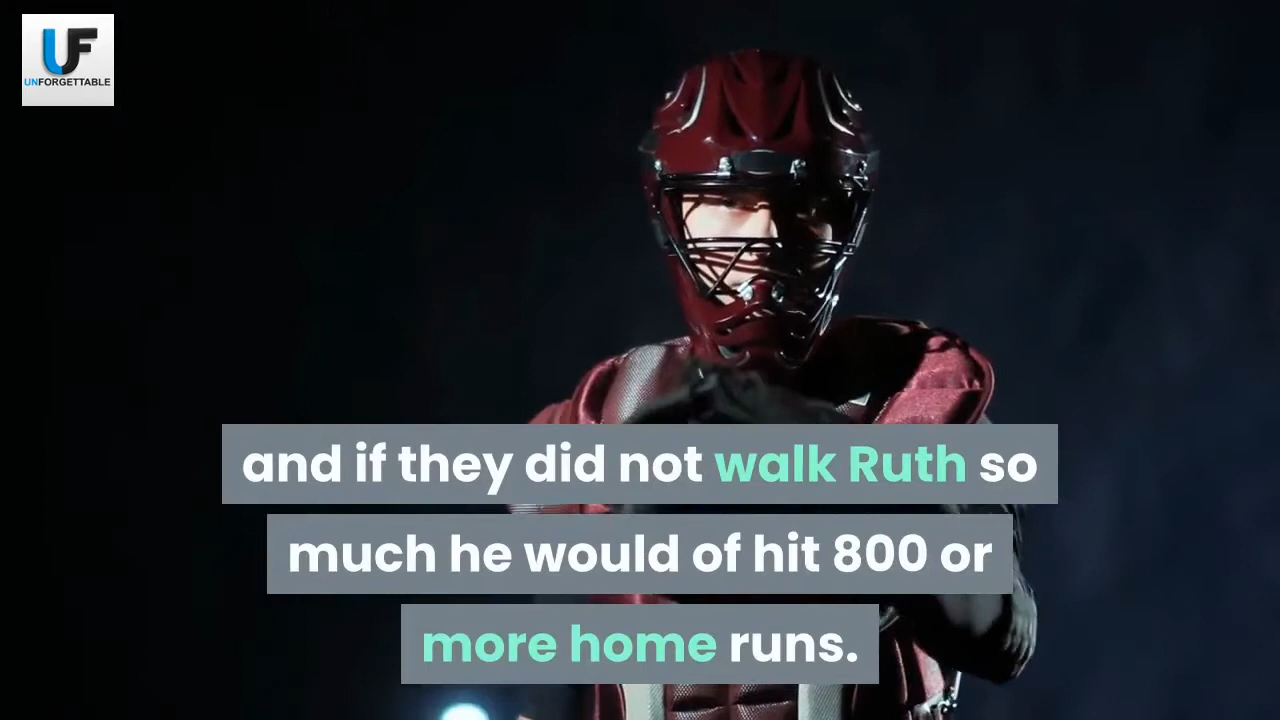 UF
UNFORGETTABLE
and if they did not walk Ruth so
much he would of hit 800 or
more home runs.